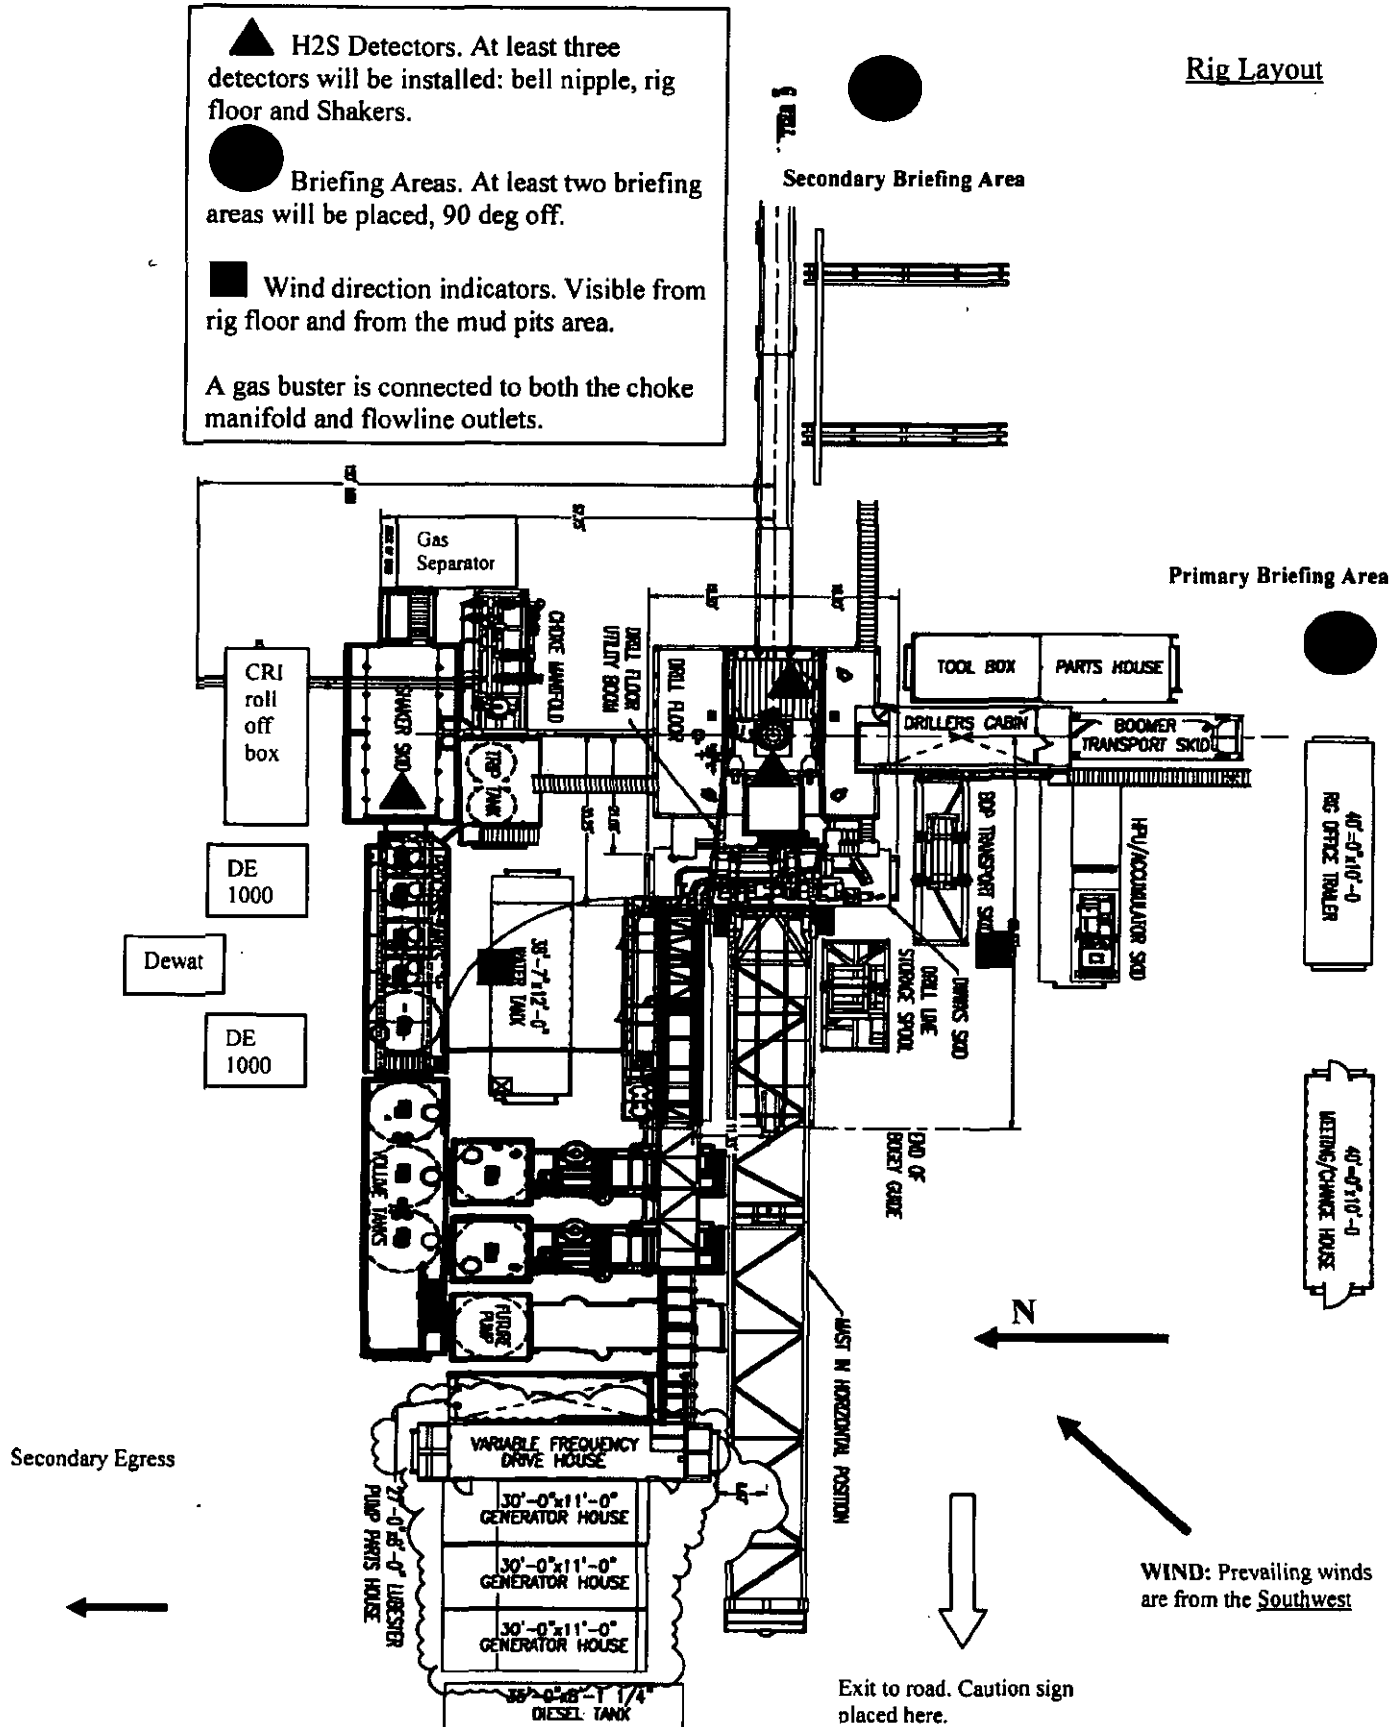 Rig Layout
H2S Detectors. At least three
detectors will be installed: bell nipple, rig
floor and Shakers.
Briefing Areas. At least two briefing
areas will be placed, 90 deg off.
Wind direction indicators. Visible from
rig floor and from the mud pits area.
A gas buster is connected to both the choke
manifold and flowline outlets.
Secondary Briefing Area
Primary Briefing Area
Gas
Separator
CHOKE MANIFOLD
DRILL FLOOR
UTILITY BOOM
DRILL FLOOR
TOOL BOX
PARTS HOUSE
DRILLERS CABIN
BOOMER
TRANSPORT SKID
CRI
roll
off
box
SHAKER SKID
TRIP
TANK
BOP TRANSPORT SKID
HPU/ACCUMULATOR SKID
40'-0"x10'-0
RIG OFFICE TRAILER
DE
1000
Dewat
DE
1000
38'-7"x12'-0"
WATER TANK
DRILL LINE
STORAGE SPOOL
DWKS SKID
END OF
BOGEY GUIDE
40'-0"x10'-0
MEETING/CHANGE HOUSE
VOLUME TANKS
FUTURE
PUMP
MAST IN HORIZONTAL POSITION
N
VARIABLE FREQUENCY
DRIVE HOUSE
30'-0"x11'-0"
GENERATOR HOUSE
30'-0"x11'-0"
GENERATOR HOUSE
30'-0"x11'-0"
GENERATOR HOUSE
DIESEL TANK
27'-0"x8'-0" LUBESTER
PUMP PARTS HOUSE
Secondary Egress
WIND: Prevailing winds
are from the Southwest
Exit to road. Caution sign
placed here.